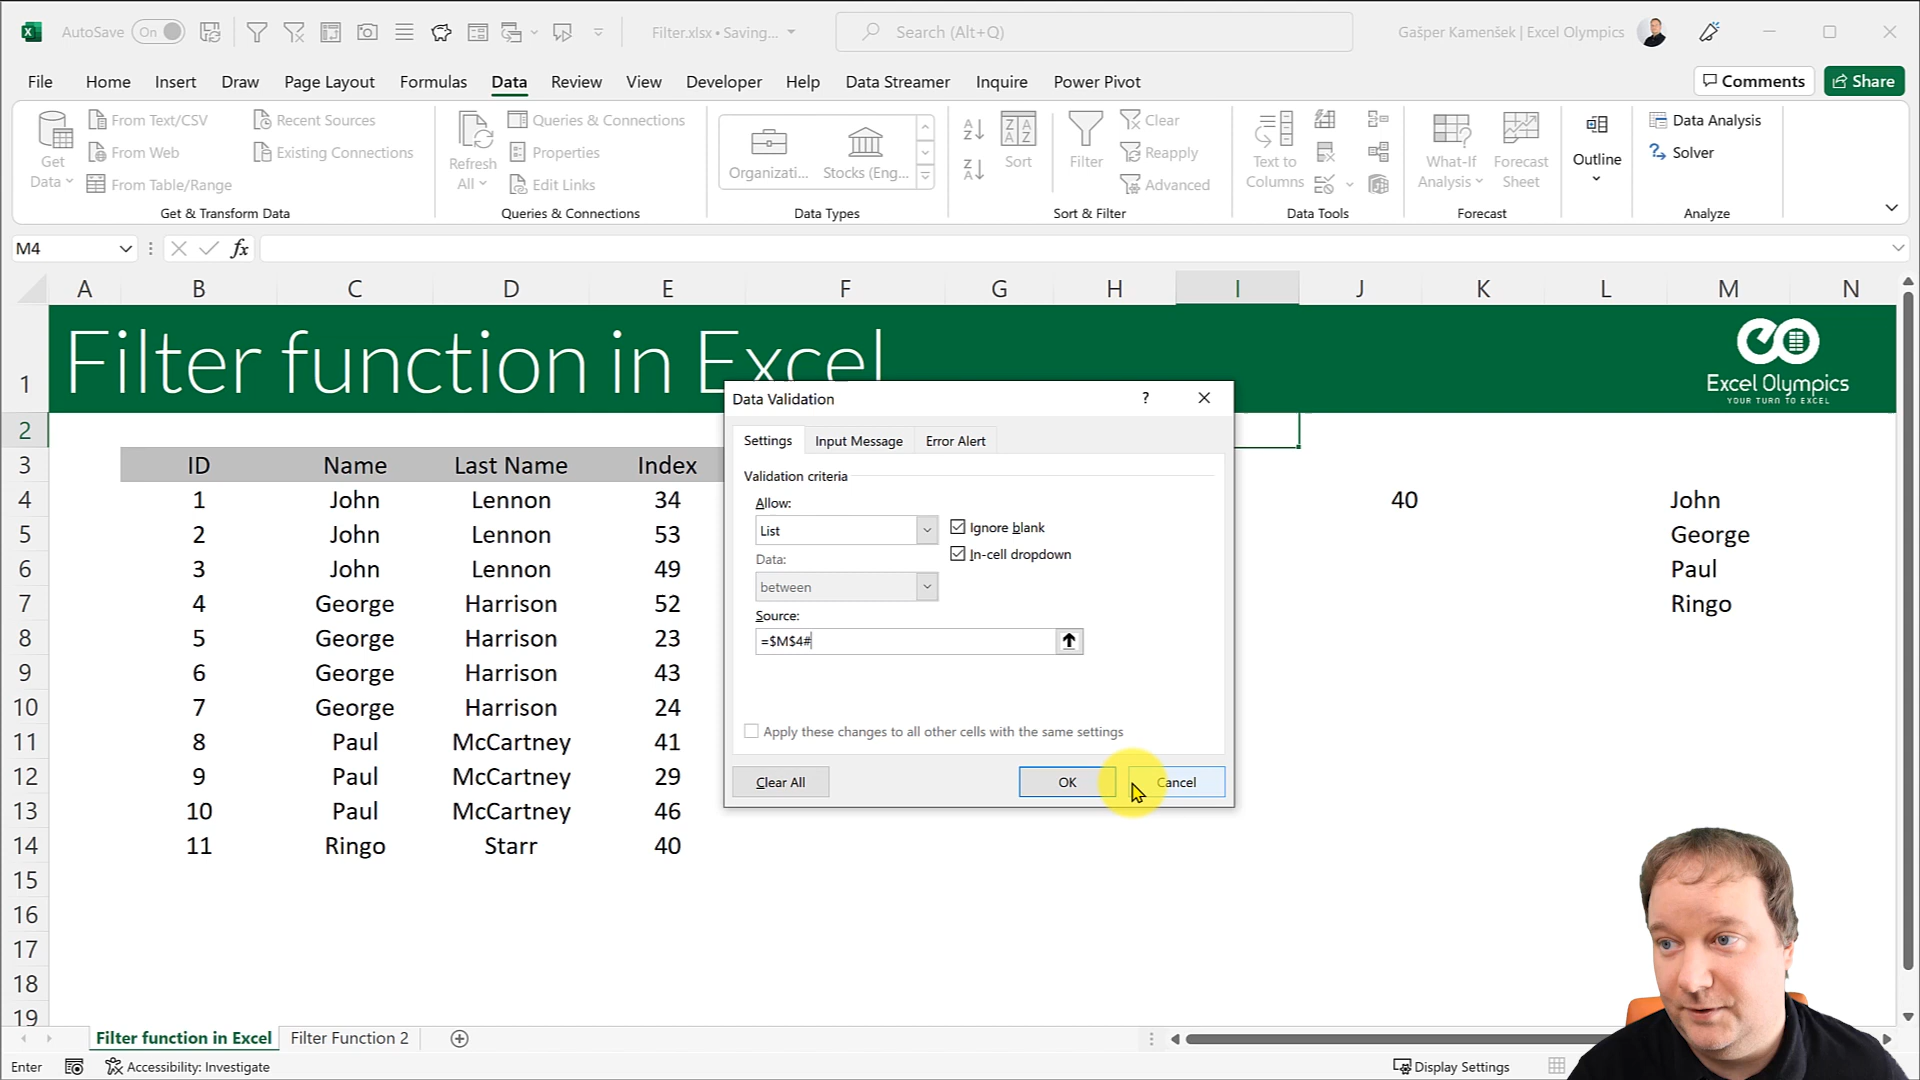 AutoSave On Filter.xlsx • Saving... Search (Alt+Q) Gašper Kamenšek | Excel Olympics
File Home Insert Draw Page Layout Formulas Data Review View Developer Help Data Streamer Inquire Power Pivot Comments Share
Get Data
From Text/CSV
From Web
From Table/Range
Recent Sources
Existing Connections
Get & Transform Data
Refresh All
Queries & Connections
Properties
Edit Links
Queries & Connections
Organizati... Stocks (Eng...
Data Types
Sort
Filter
Clear
Reapply
Advanced
Sort & Filter
Text to Columns
Data Tools
What-If Analysis
Forecast Sheet
Forecast
Outline
Data Analysis
Solver
Analyze
M4 fx
A B C D E F G H I J K L M N
1 Filter function in Excel
Excel Olympics
YOUR TURN TO EXCEL
2
3 ID Name Last Name Index
4 1 John Lennon 34 40 John
5 2 John Lennon 53 George
6 3 John Lennon 49 Paul
7 4 George Harrison 52 Ringo
8 5 George Harrison 23
9 6 George Harrison 43
10 7 George Harrison 24
11 8 Paul McCartney 41
12 9 Paul McCartney 29
13 10 Paul McCartney 46
14 11 Ringo Starr 40
15
16
17
18
19
Data Validation ?
Settings Input Message Error Alert
Validation criteria
Allow:
List
Ignore blank
In-cell dropdown
Data:
between
Source:
=$M$4#
Apply these changes to all other cells with the same settings
Clear All OK Cancel
Filter function in Excel Filter Function 2
Enter Accessibility: Investigate Display Settings